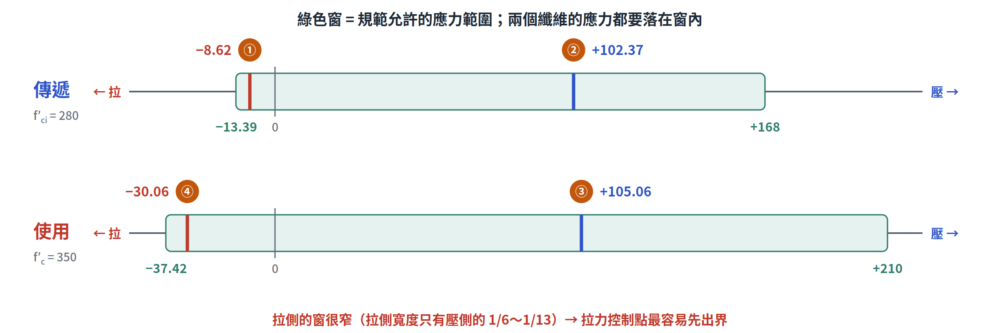 綠色窗 = 規範允許的應力範圍；兩個纖維的應力都要落在窗內
−8.62 ① ② +102.37
傳遞 ← 拉 壓 →
f′ci = 280
−13.39 0 +168
−30.06 ④ ③ +105.06
使用 ← 拉 壓 →
f′c = 350
−37.42 0 +210
拉側的窗很窄（拉側寬度只有壓側的 1/6～1/13）→ 拉力控制點最容易先出界